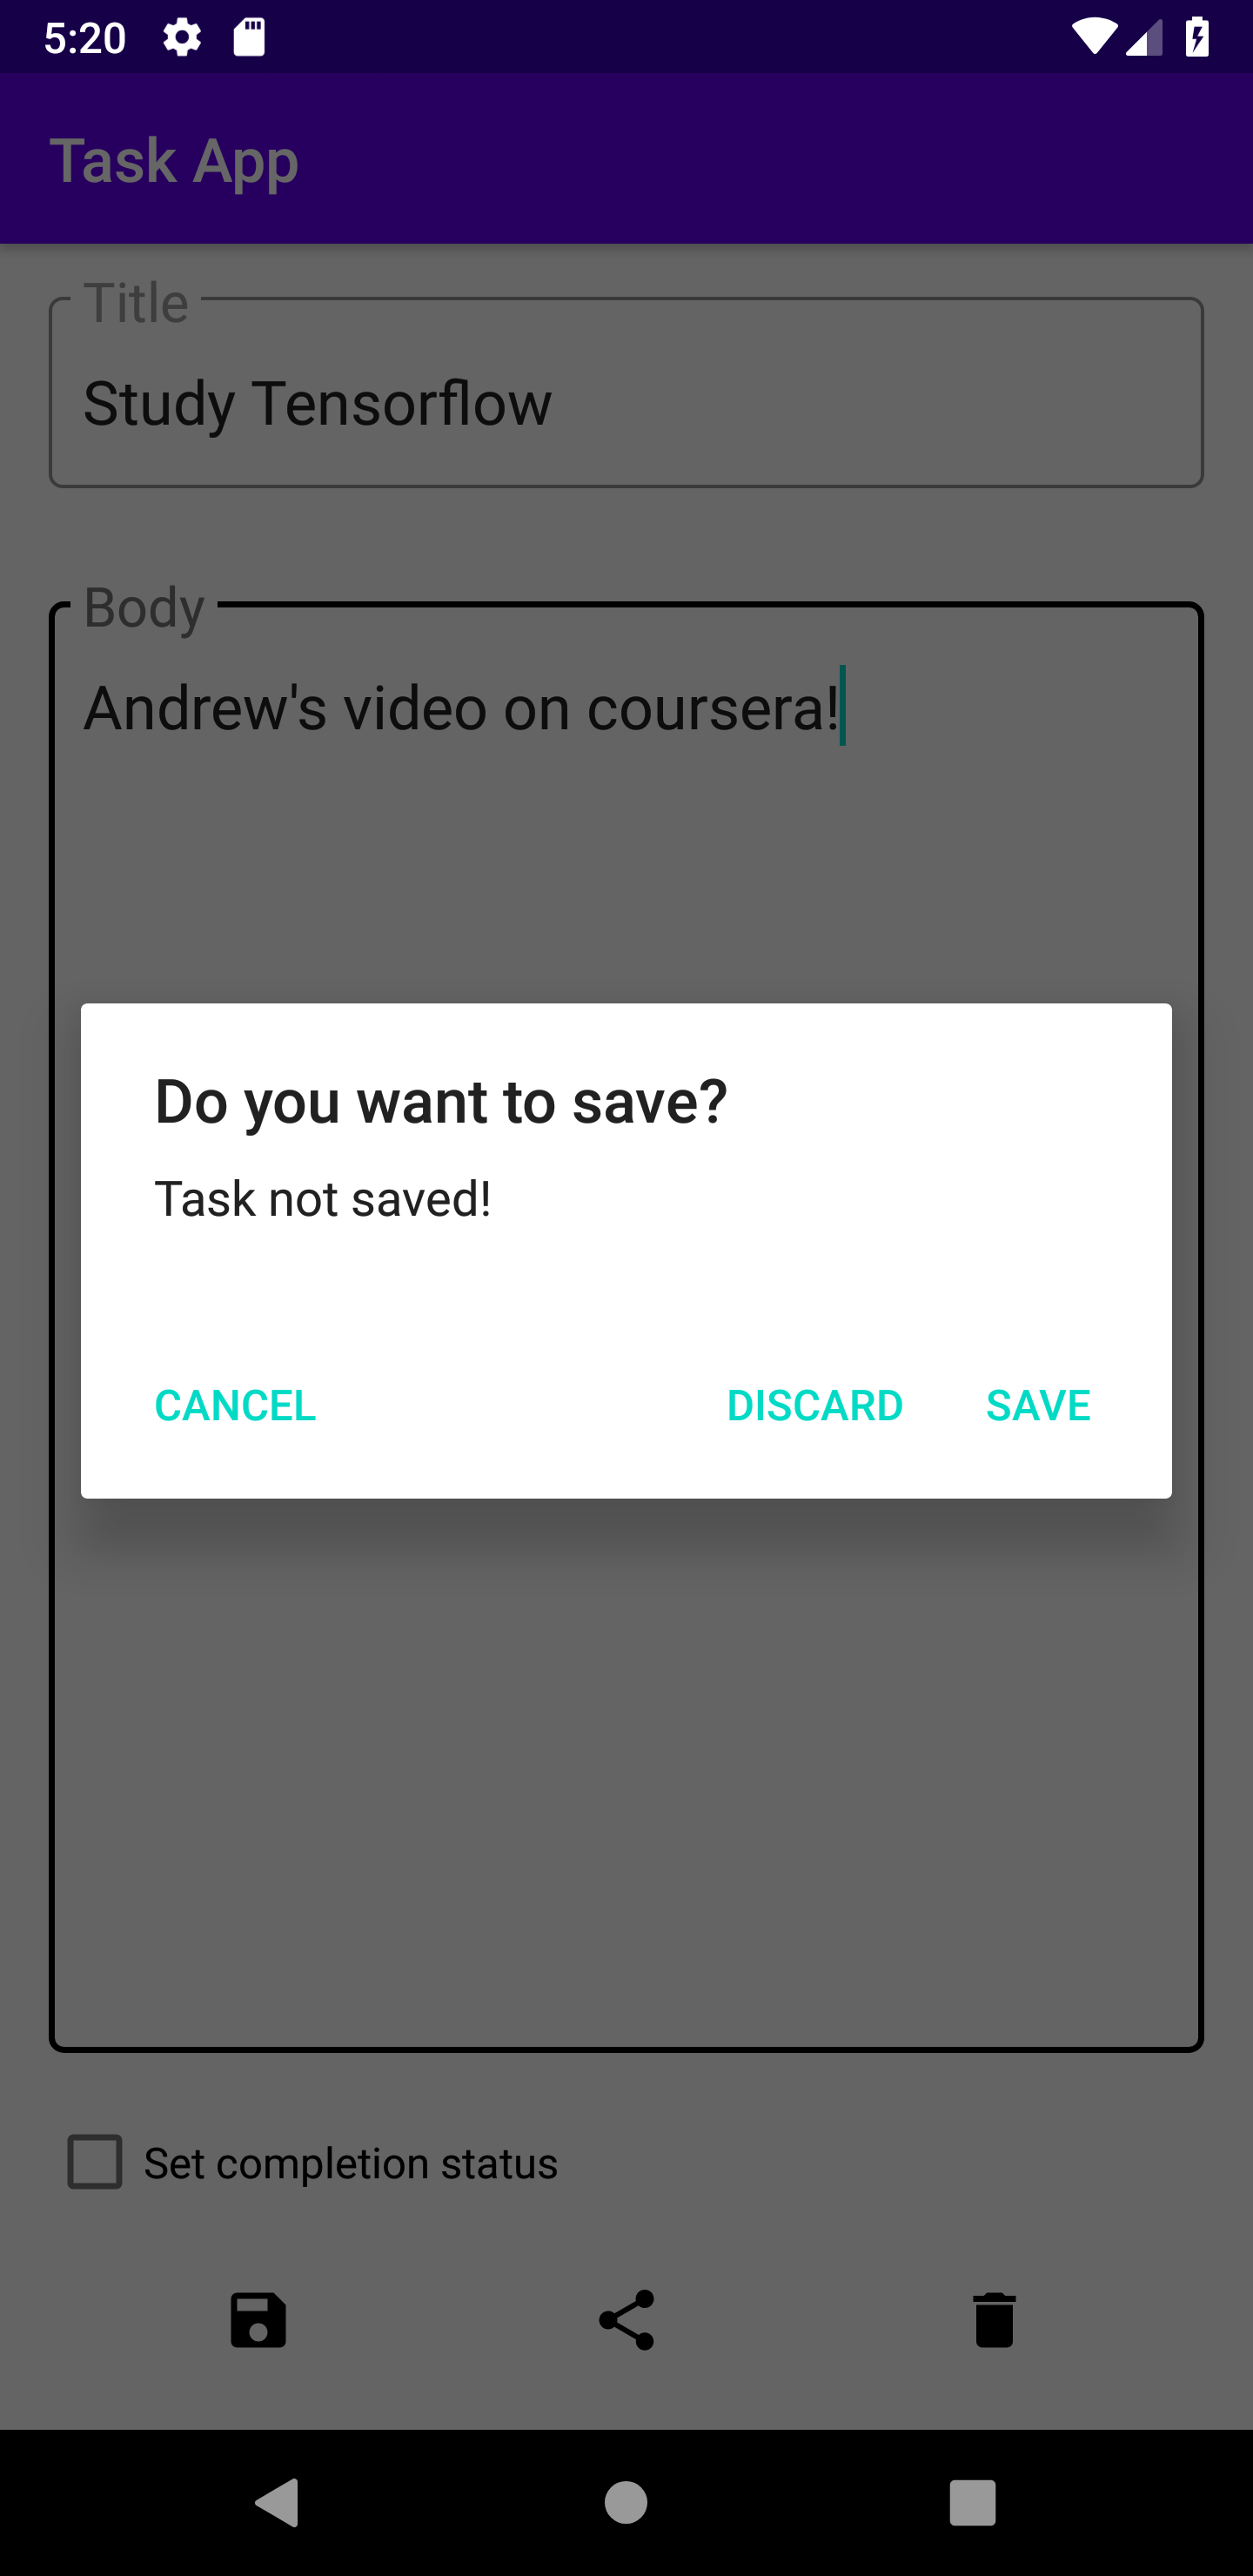 5:20
Task App
Title
Study Tensorflow
Body
Andrew's video on coursera!
Do you want to save?
Task not saved!
CANCEL DISCARD SAVE
Set completion status